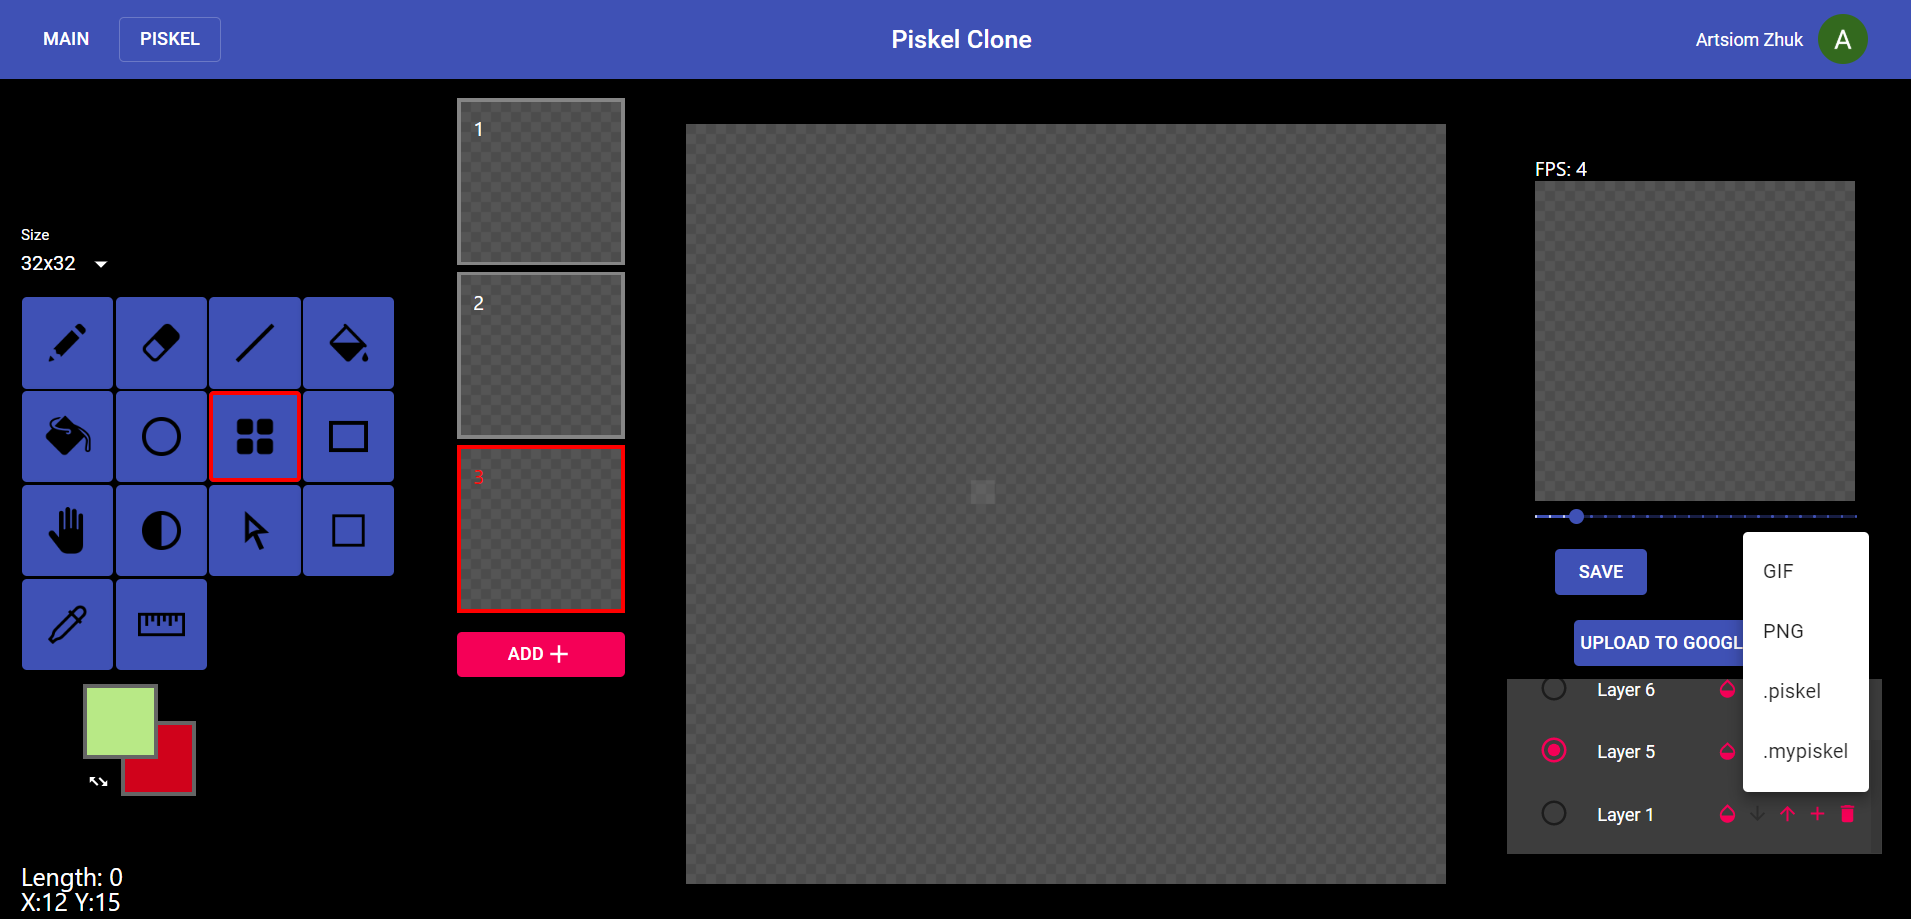 MAIN
PISKEL
Piskel Clone
Artsiom Zhuk
A
Size
32x32
1
2
3
ADD
Length: 0
X:12 Y:15
FPS: 4
SAVE
UPLOAD TO GOOGL
GIF
PNG
.piskel
.mypiskel
Layer 6
Layer 5
Layer 1